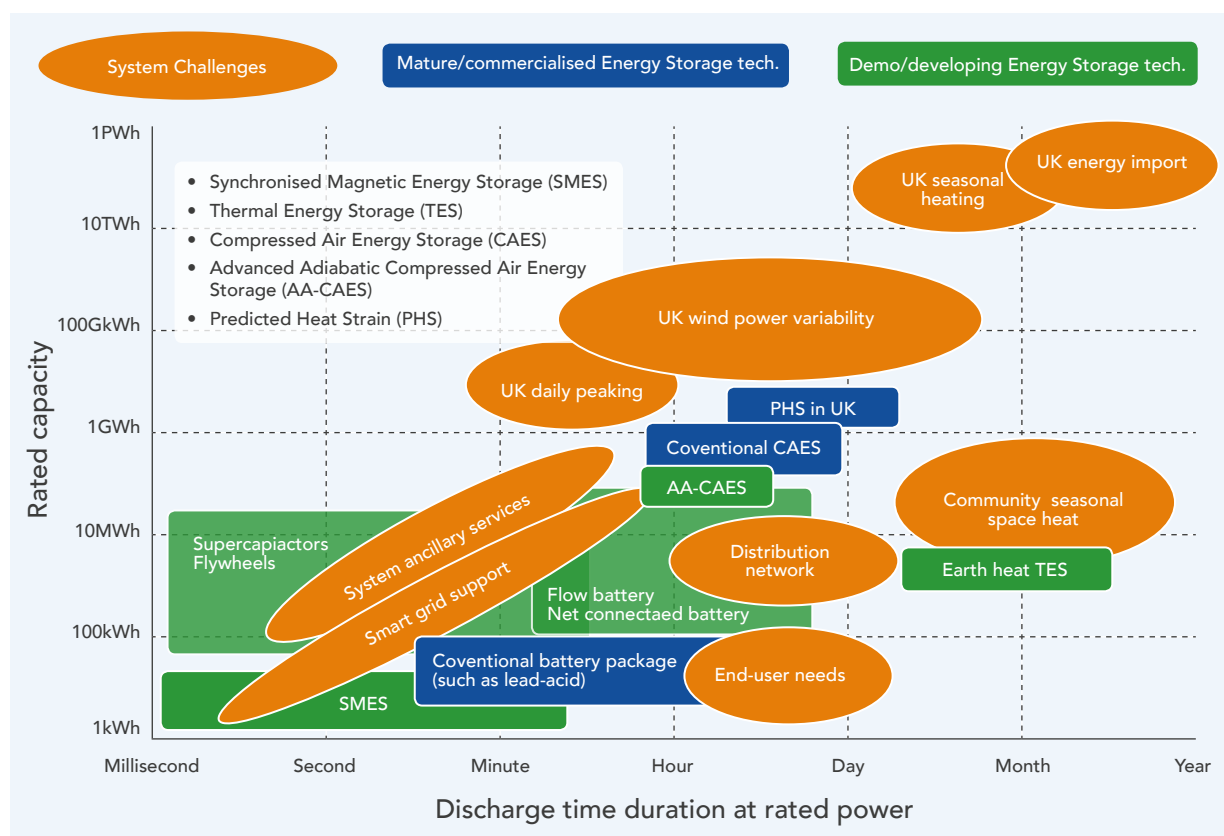 System Challenges
Mature/commercialised Energy Storage tech.
Demo/developing Energy Storage tech.
Rated capacity
1PWh
10TWh
100GkWh
1GWh
10MWh
100kWh
1kWh
• Synchronised Magnetic Energy Storage (SMES)
• Thermal Energy Storage (TES)
• Compressed Air Energy Storage (CAES)
• Advanced Adiabatic Compressed Air Energy
Storage (AA-CAES)
• Predicted Heat Strain (PHS)
UK energy import
UK seasonal
heating
UK wind power variability
UK daily peaking
PHS in UK
Coventional CAES
AA-CAES
Community seasonal
space heat
System ancillary services
Supercapiactors
Flywheels
Distribution
network
Earth heat TES
Smart grid support
Flow battery
Net connectaed battery
Coventional battery package
(such as lead-acid)
End-user needs
SMES
Millisecond
Second
Minute
Hour
Day
Month
Year
Discharge time duration at rated power